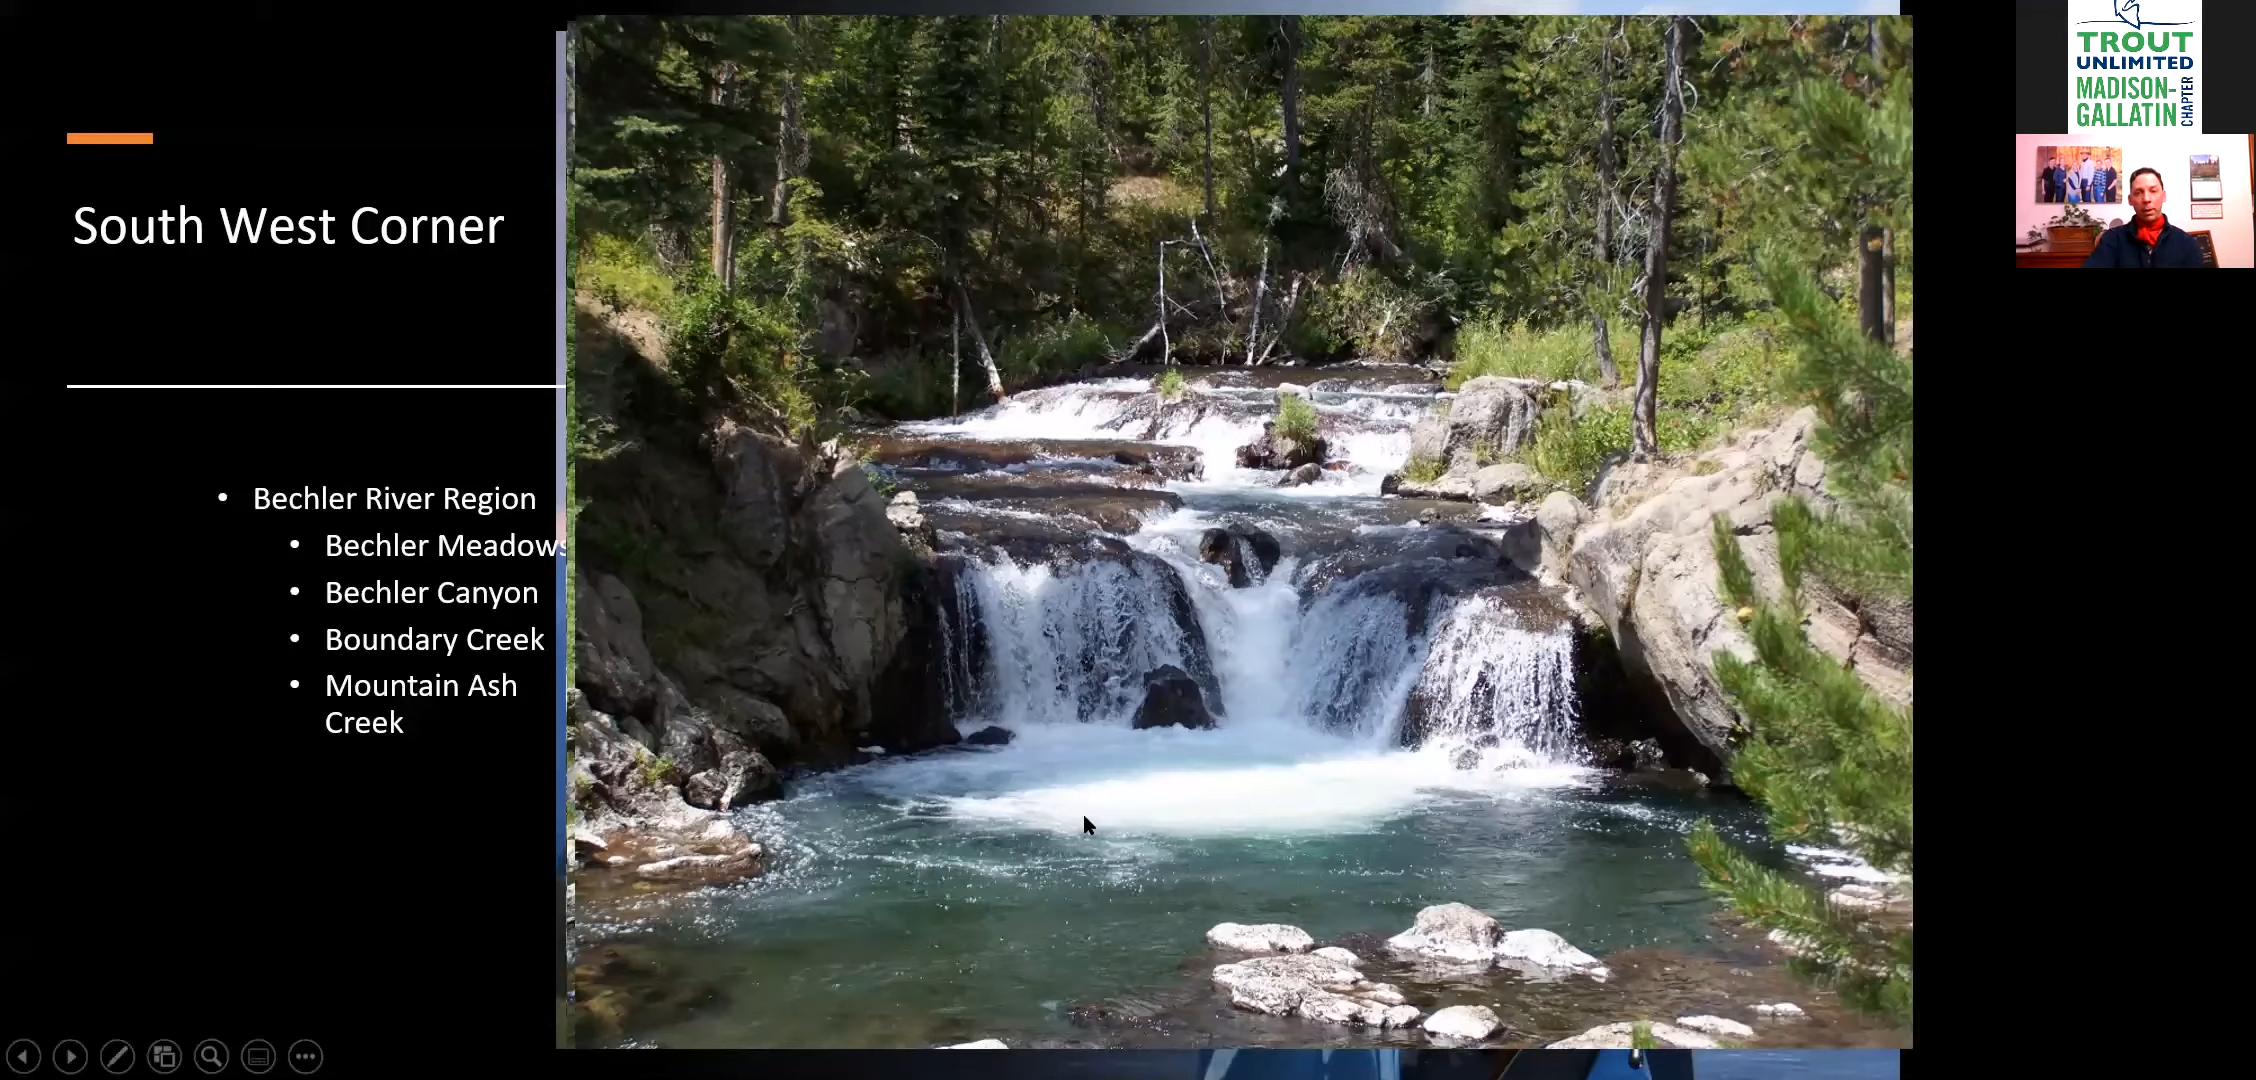 South West Corner
• Bechler River Region
• Bechler Meadows
• Bechler Canyon
• Boundary Creek
• Mountain Ash
Creek
TROUT
UNLIMITED
MADISON-
GALLATIN
CHAPTER